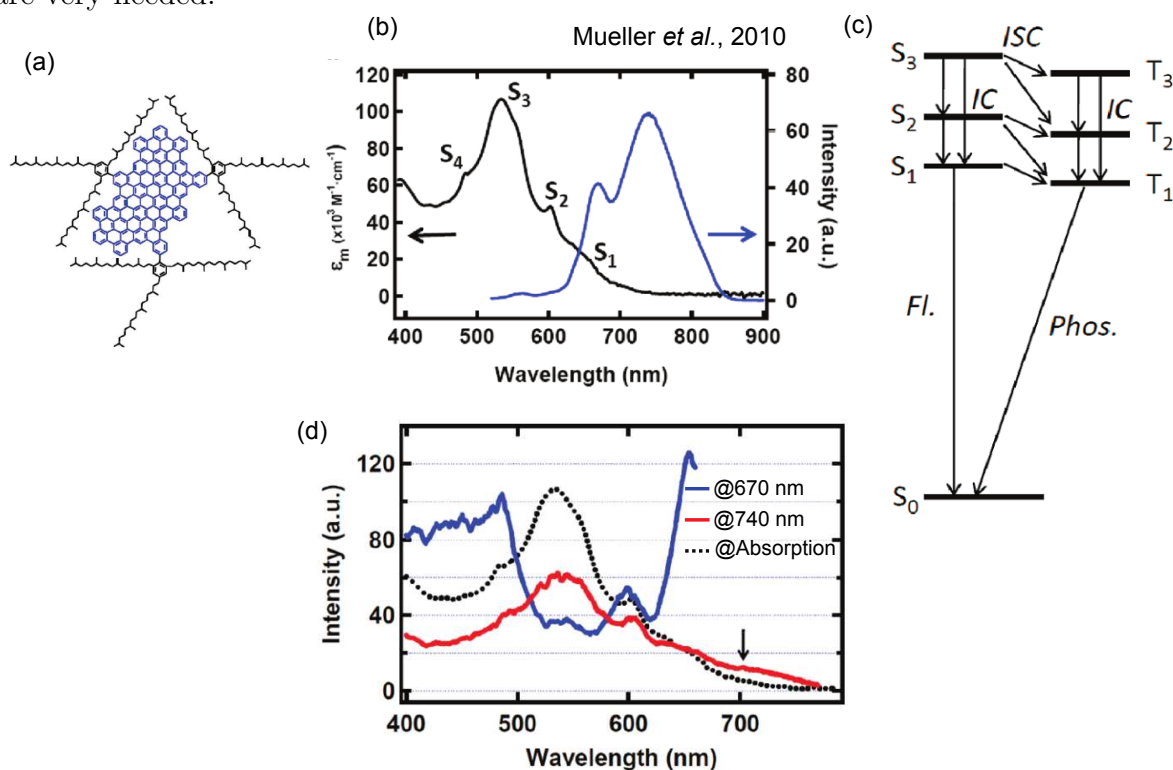 are very needed.
(a)
(b)
Mueller et al., 2010
(c)
120
100
80
60
40
20
0
ε_m (x10³ M⁻¹·cm⁻¹)
S₄
S₃
S₂
S₁
80
60
40
20
0
Intensity (a.u.)
400 500 600 700 800 900
Wavelength (nm)
S₃
ISC
T₃
S₂
IC
IC
T₂
S₁
T₁
Fl.
Phos.
S₀
(d)
Intensity (a.u.)
120
80
40
0
@670 nm
@740 nm
@Absorption
400 500 600 700
Wavelength (nm)